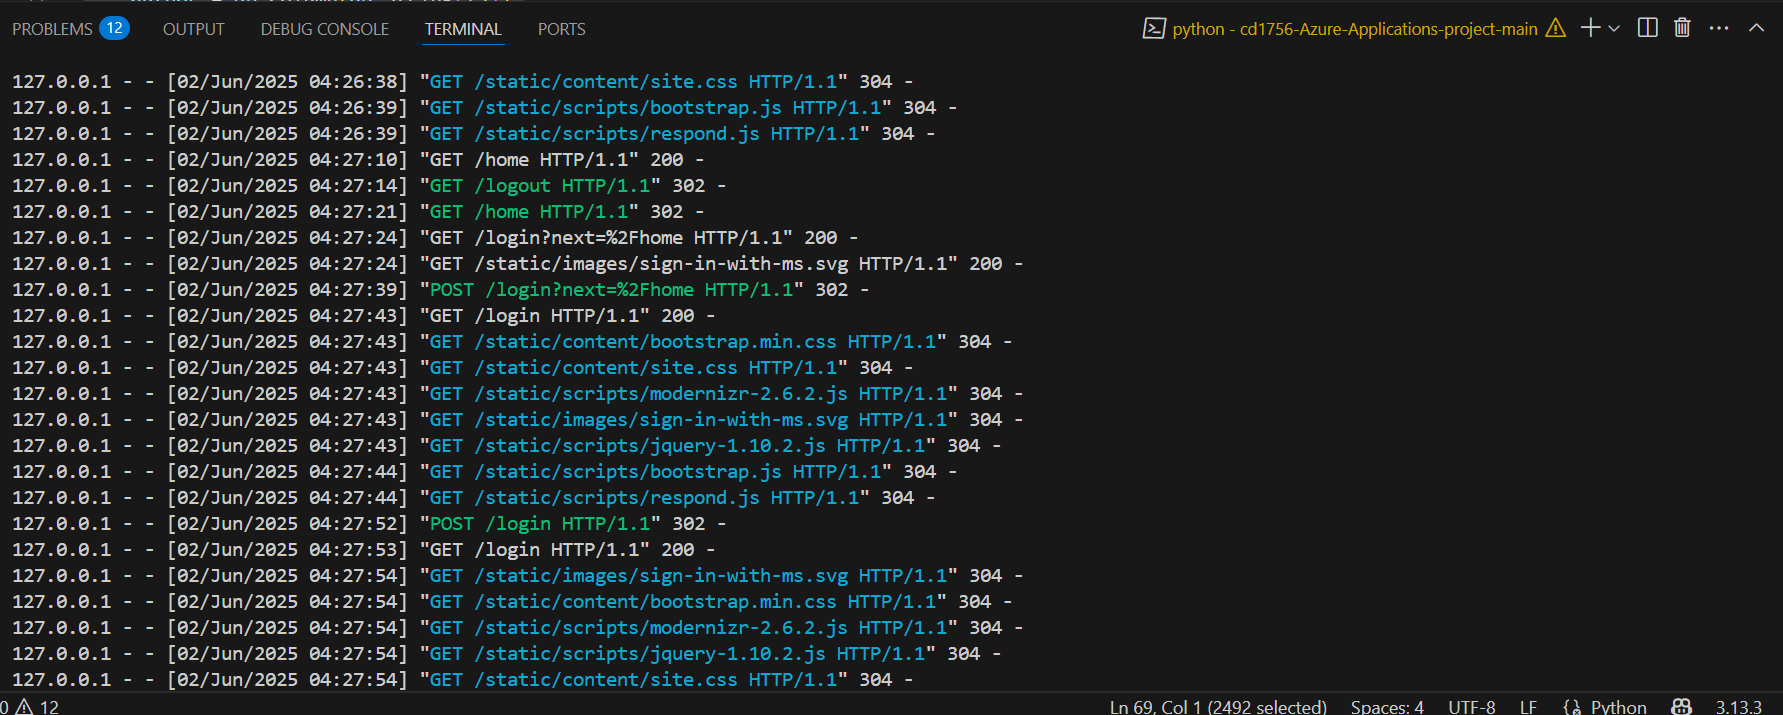 PROBLEMS 12 OUTPUT DEBUG CONSOLE TERMINAL PORTS python - cd1756-Azure-Applications-project-main
127.0.0.1 - - [02/Jun/2025 04:26:38] "GET /static/content/site.css HTTP/1.1" 304 -
127.0.0.1 - - [02/Jun/2025 04:26:39] "GET /static/scripts/bootstrap.js HTTP/1.1" 304 -
127.0.0.1 - - [02/Jun/2025 04:26:39] "GET /static/scripts/respond.js HTTP/1.1" 304 -
127.0.0.1 - - [02/Jun/2025 04:27:10] "GET /home HTTP/1.1" 200 -
127.0.0.1 - - [02/Jun/2025 04:27:14] "GET /logout HTTP/1.1" 302 -
127.0.0.1 - - [02/Jun/2025 04:27:21] "GET /home HTTP/1.1" 302 -
127.0.0.1 - - [02/Jun/2025 04:27:24] "GET /login?next=%2Fhome HTTP/1.1" 200 -
127.0.0.1 - - [02/Jun/2025 04:27:24] "GET /static/images/sign-in-with-ms.svg HTTP/1.1" 200 -
127.0.0.1 - - [02/Jun/2025 04:27:39] "POST /login?next=%2Fhome HTTP/1.1" 302 -
127.0.0.1 - - [02/Jun/2025 04:27:43] "GET /login HTTP/1.1" 200 -
127.0.0.1 - - [02/Jun/2025 04:27:43] "GET /static/content/bootstrap.min.css HTTP/1.1" 304 -
127.0.0.1 - - [02/Jun/2025 04:27:43] "GET /static/content/site.css HTTP/1.1" 304 -
127.0.0.1 - - [02/Jun/2025 04:27:43] "GET /static/scripts/modernizr-2.6.2.js HTTP/1.1" 304 -
127.0.0.1 - - [02/Jun/2025 04:27:43] "GET /static/images/sign-in-with-ms.svg HTTP/1.1" 304 -
127.0.0.1 - - [02/Jun/2025 04:27:43] "GET /static/scripts/jquery-1.10.2.js HTTP/1.1" 304 -
127.0.0.1 - - [02/Jun/2025 04:27:44] "GET /static/scripts/bootstrap.js HTTP/1.1" 304 -
127.0.0.1 - - [02/Jun/2025 04:27:44] "GET /static/scripts/respond.js HTTP/1.1" 304 -
127.0.0.1 - - [02/Jun/2025 04:27:52] "POST /login HTTP/1.1" 302 -
127.0.0.1 - - [02/Jun/2025 04:27:53] "GET /login HTTP/1.1" 200 -
127.0.0.1 - - [02/Jun/2025 04:27:54] "GET /static/images/sign-in-with-ms.svg HTTP/1.1" 304 -
127.0.0.1 - - [02/Jun/2025 04:27:54] "GET /static/content/bootstrap.min.css HTTP/1.1" 304 -
127.0.0.1 - - [02/Jun/2025 04:27:54] "GET /static/scripts/modernizr-2.6.2.js HTTP/1.1" 304 -
127.0.0.1 - - [02/Jun/2025 04:27:54] "GET /static/scripts/jquery-1.10.2.js HTTP/1.1" 304 -
127.0.0.1 - - [02/Jun/2025 04:27:54] "GET /static/content/site.css HTTP/1.1" 304 -
0 12 Ln 69, Col 1 (2492 selected) Spaces: 4 UTF-8 LF Python 3.13.3